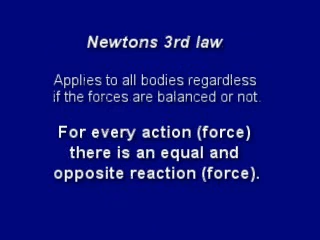 Newtons 3rd law
Applies to all bodies regardless
if the forces are balanced or not.
For every action (force)
there is an equal and
opposite reaction (force).